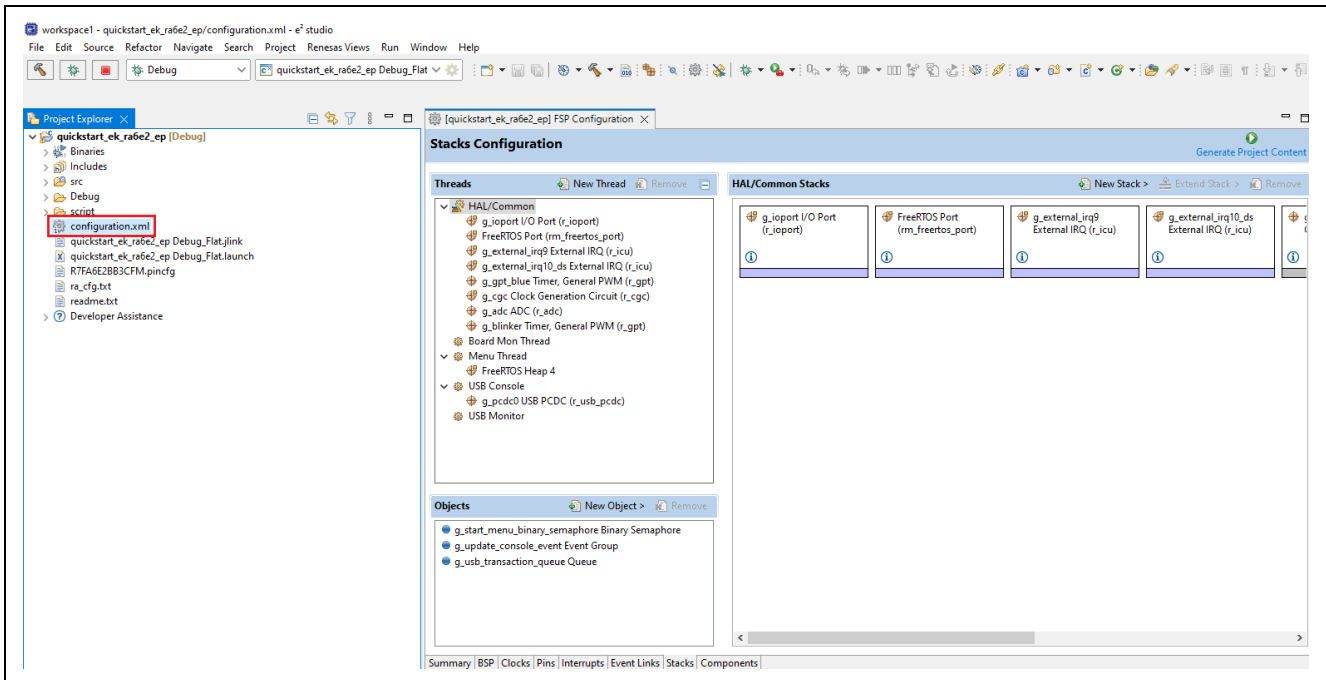 workspace1 - quickstart_ek_ra6e2_ep/configuration.xml - e² studio
File Edit Source Refactor Navigate Search Project Renesas Views Run Window Help
Debug
quickstart_ek_ra6e2_ep Debug_Flat
Project Explorer
quickstart_ek_ra6e2_ep [Debug]
Binaries
Includes
src
Debug
script
configuration.xml
quickstart_ek_ra6e2_ep Debug_Flat.jlink
quickstart_ek_ra6e2_ep Debug_Flat.launch
R7FA6E2BB3CFM.pincfg
ra_cfg.txt
readme.txt
Developer Assistance
[quickstart_ek_ra6e2_ep] FSP Configuration
Stacks Configuration
Generate Project Content
Threads
New Thread
Remove
HAL/Common
g_ioport I/O Port (r_ioport)
FreeRTOS Port (rm_freertos_port)
g_external_irq9 External IRQ (r_icu)
g_external_irq10_ds External IRQ (r_icu)
g_gpt_blue Timer, General PWM (r_gpt)
g_cgc Clock Generation Circuit (r_cgc)
g_adc ADC (r_adc)
g_blinker Timer, General PWM (r_gpt)
Board Mon Thread
Menu Thread
FreeRTOS Heap 4
USB Console
g_pcdc0 USB PCDC (r_usb_pcdc)
USB Monitor
Objects
New Object >
Remove
g_start_menu_binary_semaphore Binary Semaphore
g_update_console_event Event Group
g_usb_transaction_queue Queue
HAL/Common Stacks
New Stack >
Extend Stack >
Remove
g_ioport I/O Port
(r_ioport)
FreeRTOS Port
(rm_freertos_port)
g_external_irq9
External IRQ (r_icu)
g_external_irq10_ds
External IRQ (r_icu)
Summary BSP Clocks Pins Interrupts Event Links Stacks Components